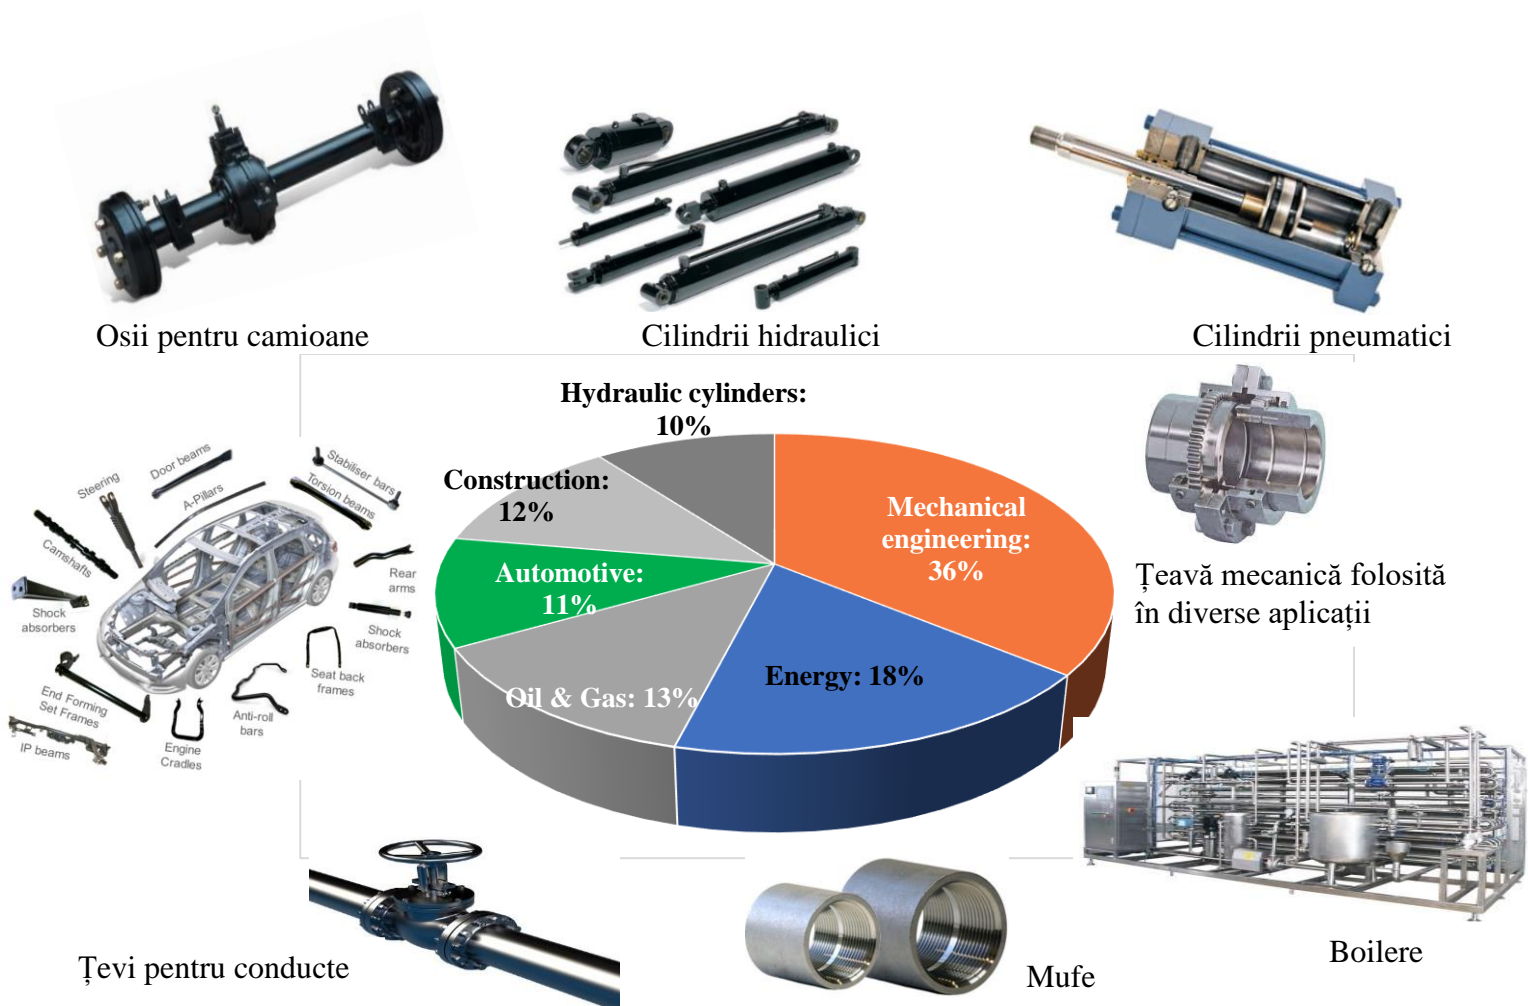 Osii pentru camioane
Cilindrii hidraulici
Cilindrii pneumatici
Hydraulic cylinders:
10%
Construction:
12%
Mechanical
engineering:
36%
Automotive:
11%
Energy: 18%
Oil & Gas: 13%
Door beams
Stabiliser bars
Steering
A-Pillars
Torsion beams
Camshafts
Rear
arms
Shock
absorbers
Shock
absorbers
Seat back
frames
End Forming
Set Frames
Anti-roll
bars
IP beams
Engine
Cradles
Țeavă mecanică folosită
în diverse aplicații
Țevi pentru conducte
Mufe
Boilere